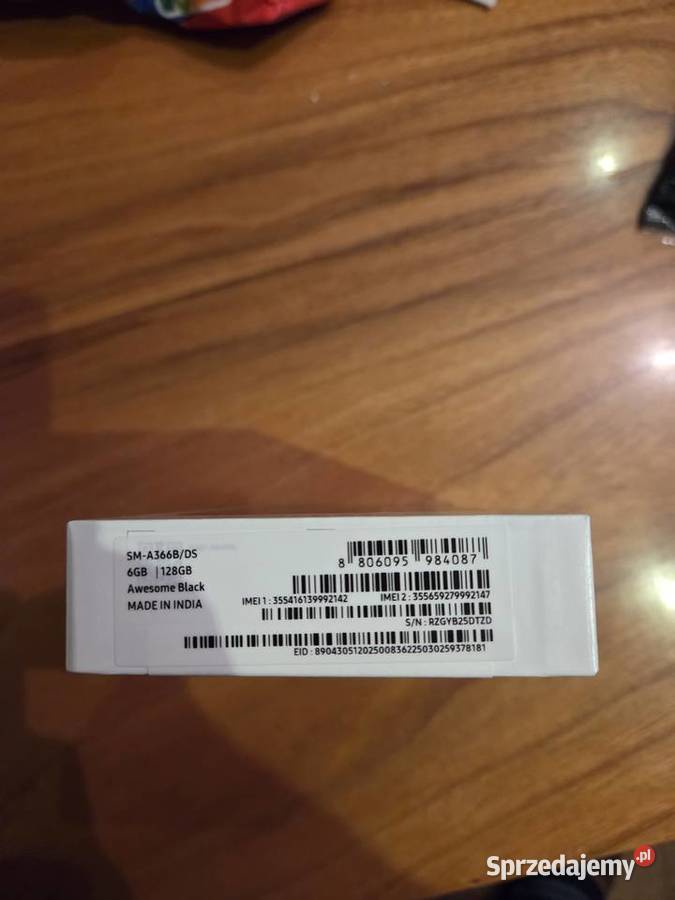 SM-A366B/DS
6GB | 128GB
Awesome Black
MADE IN INDIA
8 806095 984087
IMEI 1 : 355416139992142 IMEI 2 : 355659279992147
S/N : RZGYB25DTZD
EID : 89043051202500836225030259378181
Sprzedajemy.pl